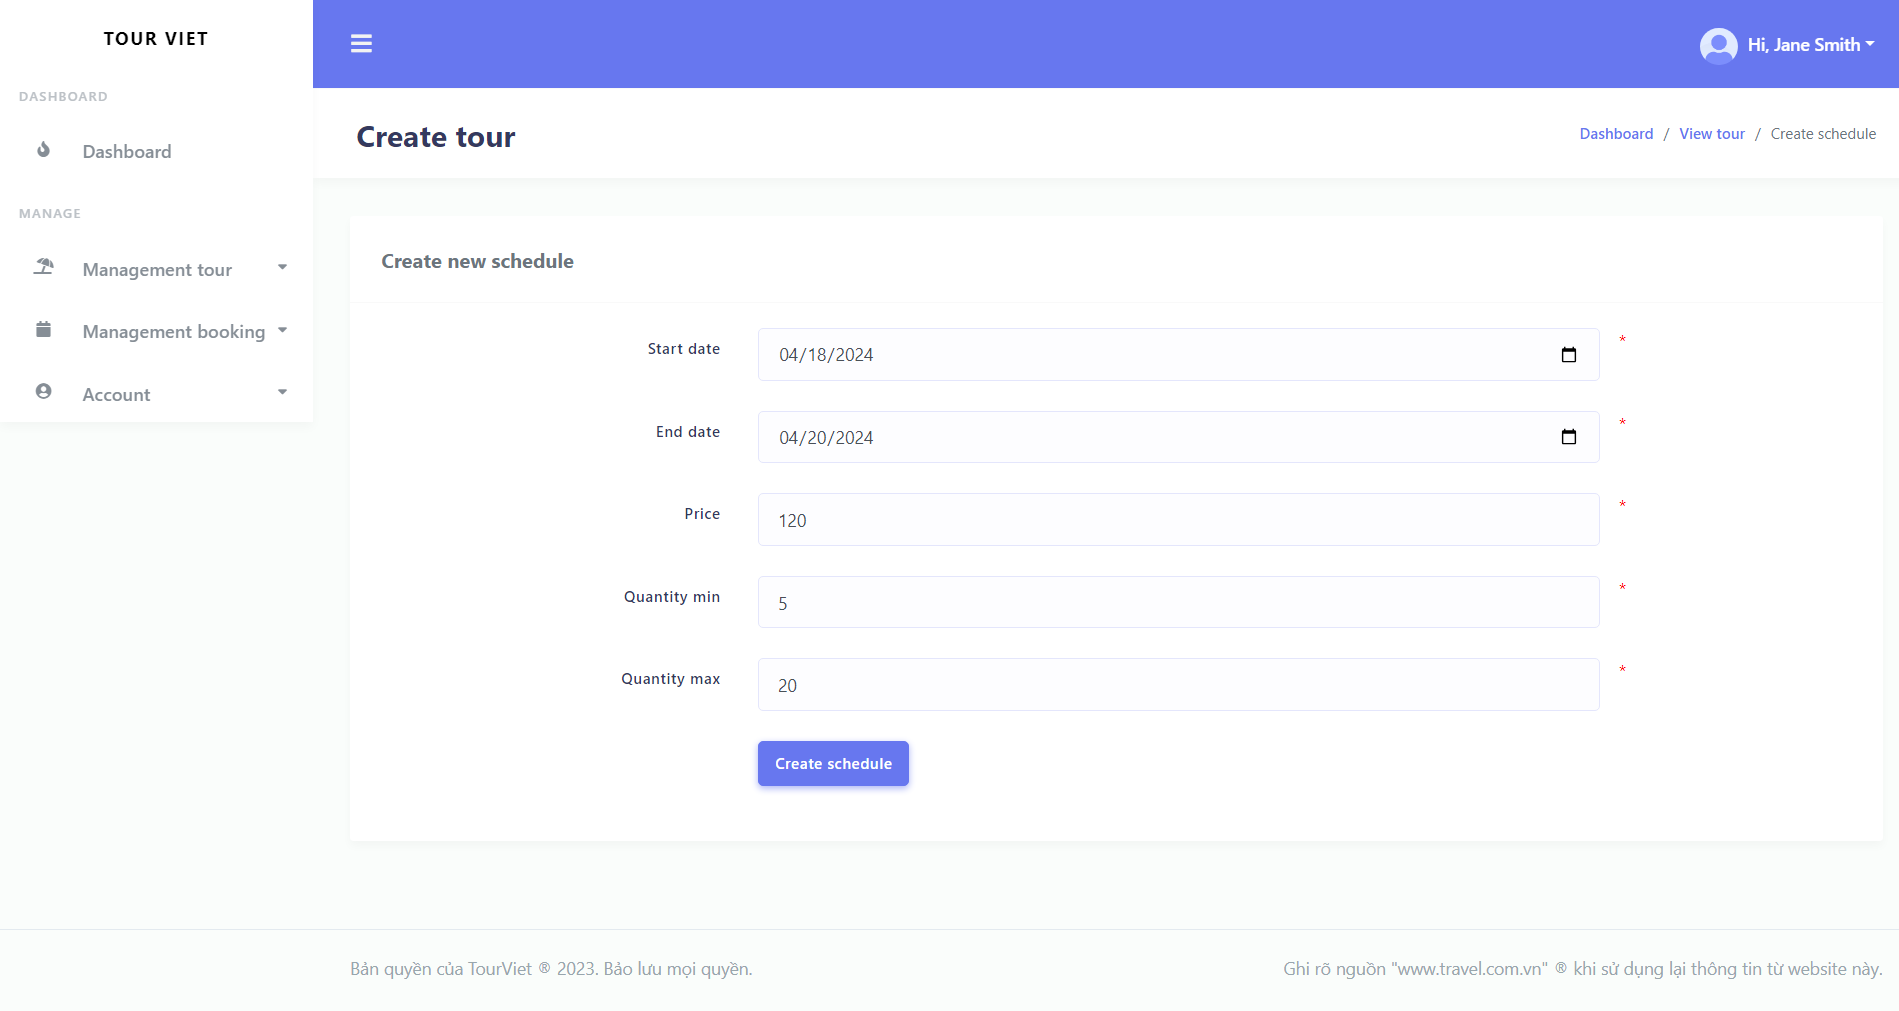 TOUR VIET
DASHBOARD
Dashboard
MANAGE
Management tour
Management booking
Account
Hi, Jane Smith
Create tour
Dashboard / View tour / Create schedule
Create new schedule
Start date 04/18/2024 *
End date 04/20/2024 *
Price 120 *
Quantity min 5 *
Quantity max 20 *
Create schedule
Bản quyền của TourViet ® 2023. Bảo lưu mọi quyền.
Ghi rõ nguồn "www.travel.com.vn" ® khi sử dụng lại thông tin từ website này.